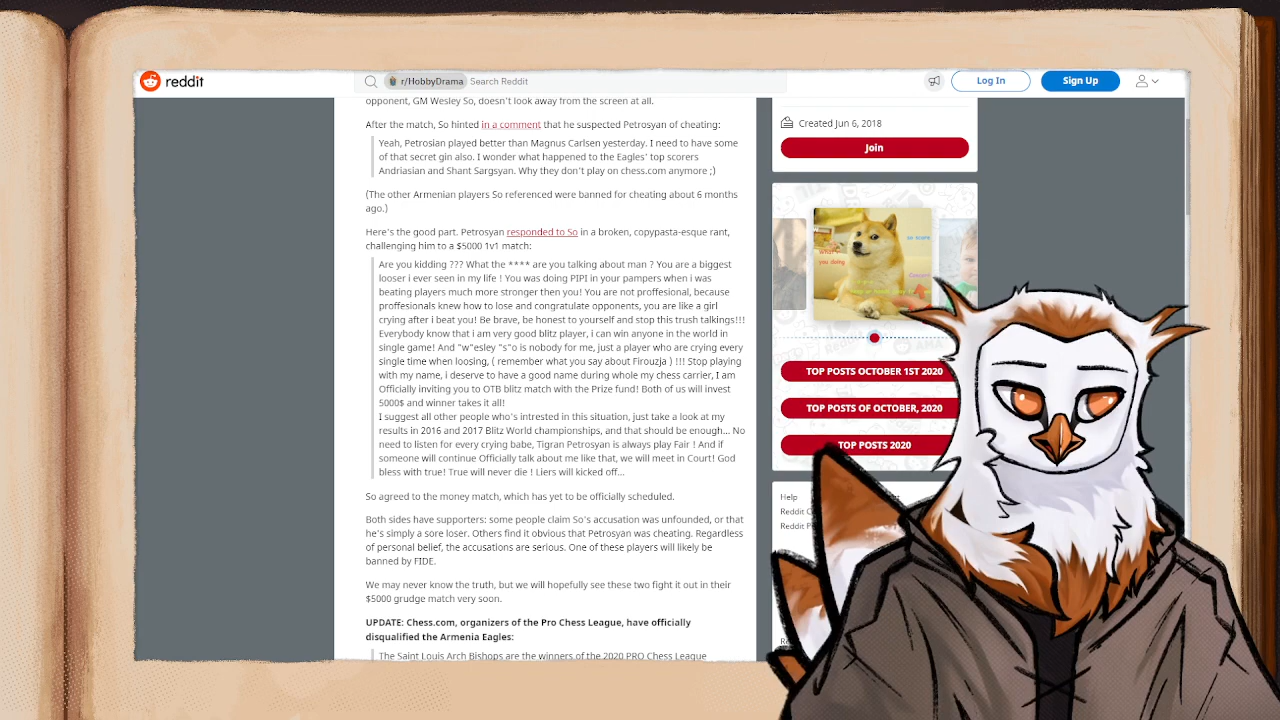 reddit
r/HobbyDrama
Search Reddit
Log In
Sign Up
opponent, GM Wesley So, doesn't look away from the screen at all.
After the match, So hinted in a comment that he suspected Petrosyan of cheating:
Yeah, Petrosian played better than Magnus Carlsen yesterday. I need to have some
of that secret gin also. I wonder what happened to the Eagles' top scorers
Andriasian and Shant Sargsyan. Why they don't play on chess.com anymore ;)
(The other Armenian players So referenced were banned for cheating about 6 months
ago.)
Here's the good part. Petrosyan responded to So in a broken, copypasta-esque rant,
challenging him to a $5000 1v1 match:
Are you kidding ??? What the **** are you talking about man ? You are a biggest
looser i ever seen in my life ! You was doing PIPI in your pampers when i was
beating players much more stronger then you! You are not proffesional, because
proffesionals knew how to lose and congratulate opponents, you are like a girl
crying after i beat you! Be brave, be honest to yourself and stop this trush talkings!!!
Everybody know that i am very good blitz player, i can win anyone in the world in
single game! And "w"esley "s"o is nobody for me, just a player who are crying every
single time when loosing, ( remember what you say about Firouzja ) !!! Stop playing
with my name, i deserve to have a good name during whole my chess carrier, I am
Officially inviting you to OTB blitz match with the Prize fund! Both of us will invest
5000$ and winner takes it all!
I suggest all other people who's intrested in this situation, just take a look at my
results in 2016 and 2017 Blitz World championships, and that should be enough... No
need to listen for every crying babe, Tigran Petrosyan is always play Fair ! And if
someone will continue Officially talk about me like that, we will meet in Court! God
bless with true! True will never die ! Liers will kicked off...
So agreed to the money match, which has yet to be officially scheduled.
Both sides have supporters: some people claim So's accusation was unfounded, or that
he's simply a sore loser. Others find it obvious that Petrosyan was cheating. Regardless
of personal belief, the accusations are serious. One of these players will likely be
banned by FIDE.
We may never know the truth, but we will hopefully see these two fight it out in their
$5000 grudge match very soon.
UPDATE: Chess.com, organizers of the Pro Chess League, have officially
disqualified the Armenia Eagles:
The Saint Louis Arch Bishops are the winners of the 2020 PRO Chess League
Created Jun 6, 2018
Join
TOP POSTS OCTOBER 1ST 2020
TOP POSTS OF OCTOBER, 2020
TOP POSTS 2020
Help
Reddit
Reddit